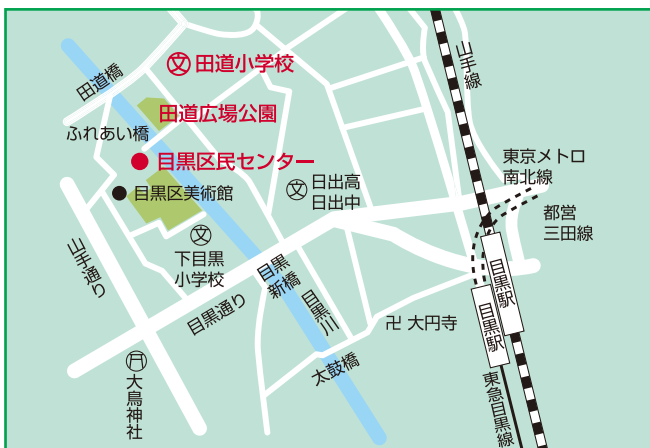 山手線
文 田道小学校
田道橋
田道広場公園
ふれあい橋
目黒区民センター
東京メトロ
南北線
目黒区美術館
文
日出高
日出中
都営
三田線
文
下目黒
小学校
山手通り
目黒
新橋
目黒通り
目黒川
目黒駅
目黒駅
卍 大円寺
太鼓橋
大鳥神社
東急目黒線